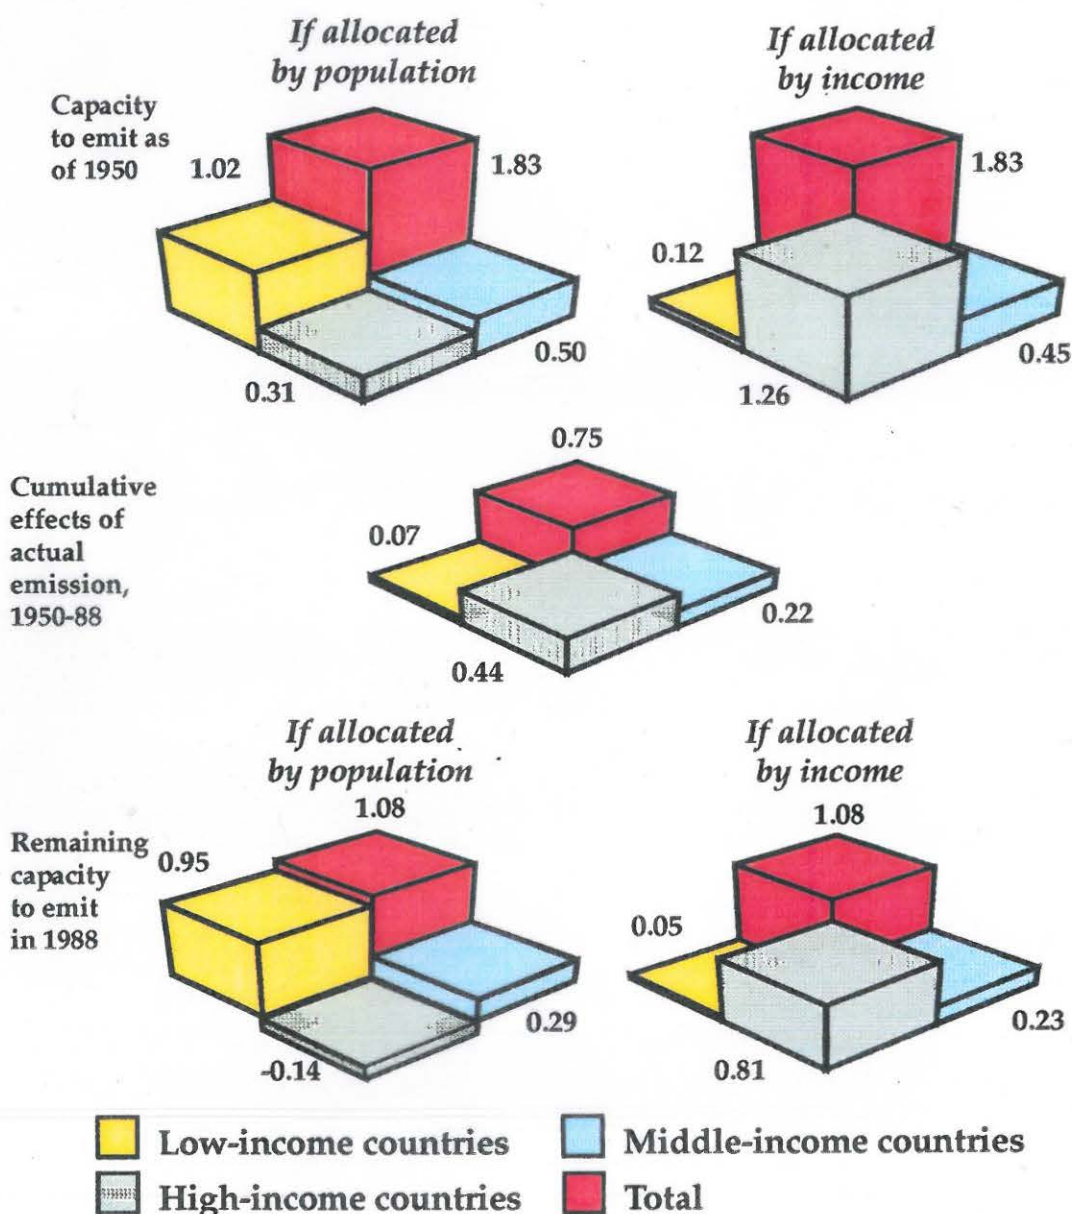 If allocated
by population
If allocated
by income
Capacity
to emit as
of 1950
1.02
1.83
0.31
0.50
0.12
1.83
1.26
0.45
Cumulative
effects of
actual
emission,
1950-88
0.75
0.07
0.44
0.22
If allocated
by population
If allocated
by income
Remaining
capacity
to emit
in 1988
1.08
0.95
-0.14
0.29
1.08
0.05
0.81
0.23
Low-income countries
Middle-income countries
High-income countries
Total